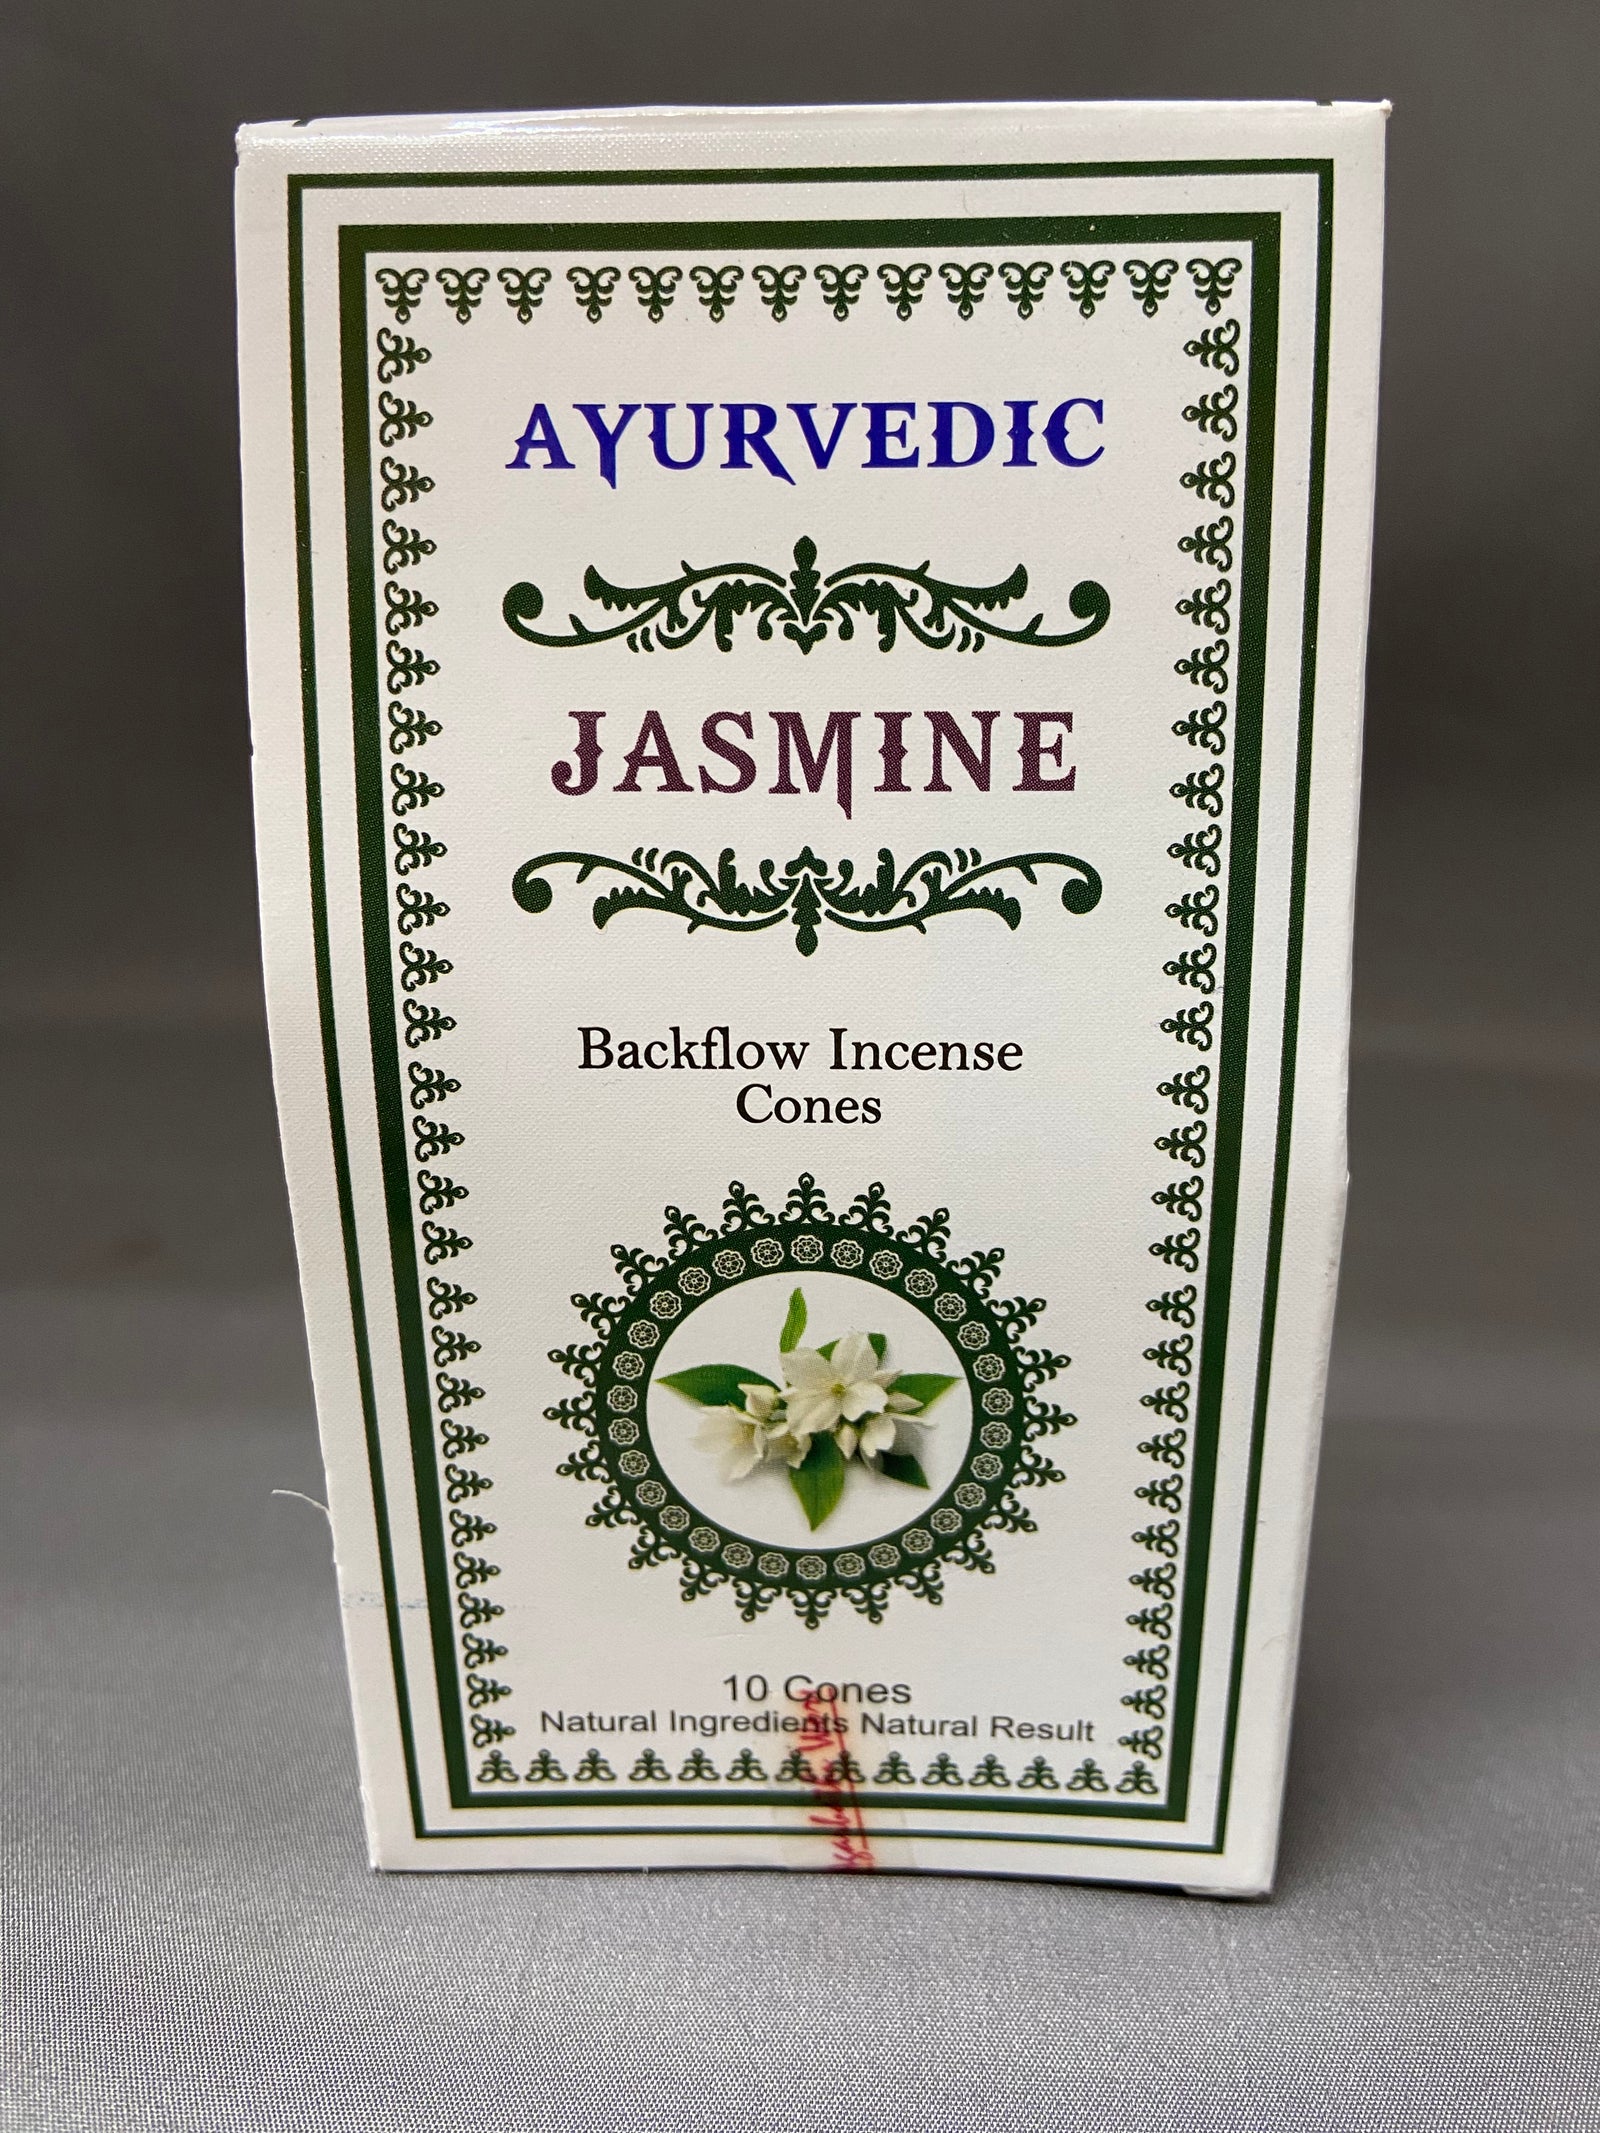 AYURVEDIC
JASMINE
Backflow Incense
Cones
10 Cones
Natural Ingredients Natural Result